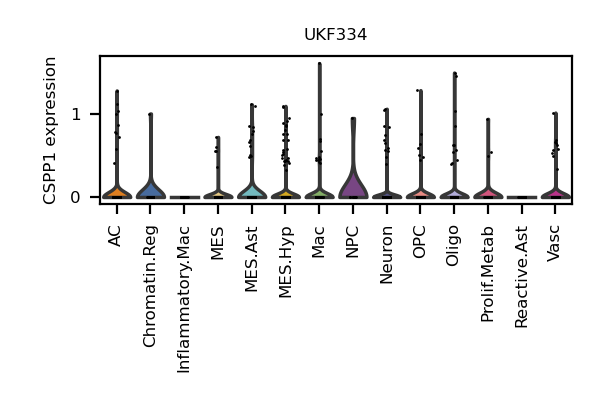 UKF334
CSPP1 expression
1
0
AC
Chromatin.Reg
Inflammatory.Mac
MES
MES.Ast
MES.Hyp
Mac
NPC
Neuron
OPC
Oligo
Prolif.Metab
Reactive.Ast
Vasc